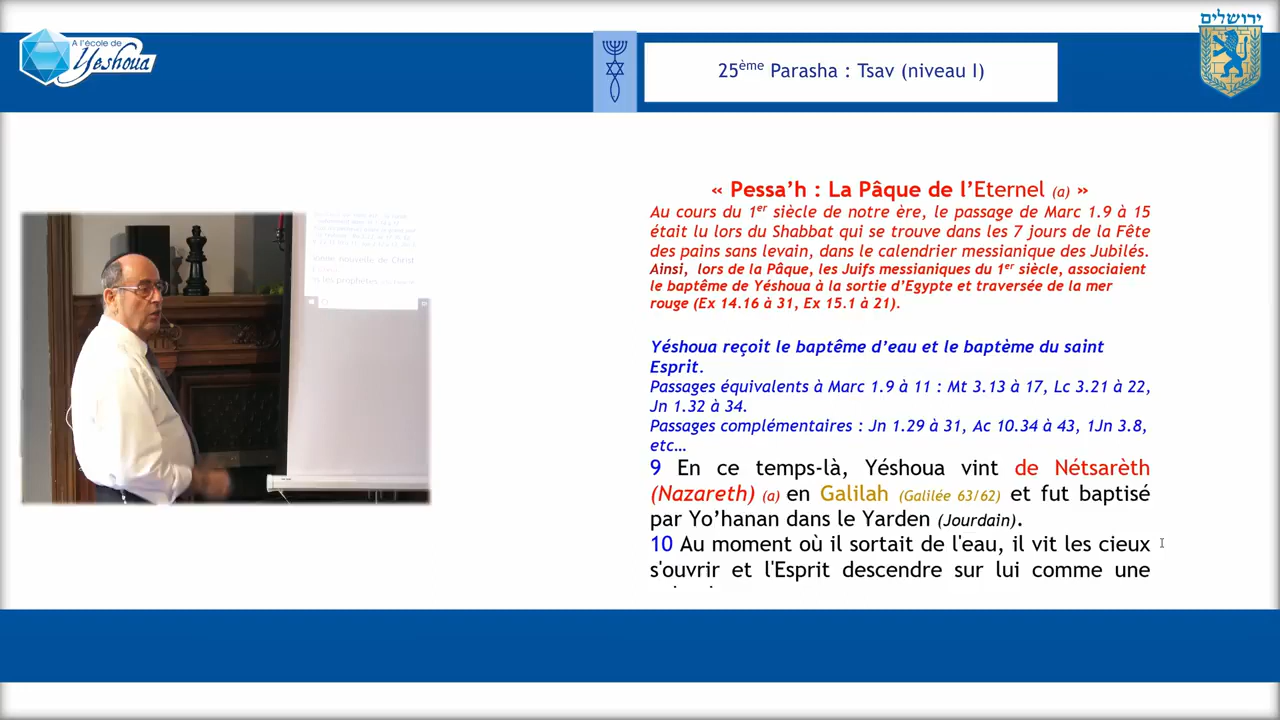 A l'école de
Yeshoua
25ème Parasha : Tsav (niveau I)
ירושלים
« Pessa’h : La Pâque de l’Eternel (a) »
Au cours du 1er siècle de notre ère, le passage de Marc 1.9 à 15
était lu lors du Shabbat qui se trouve dans les 7 jours de la Fête
des pains sans levain, dans le calendrier messianique des Jubilés.
Ainsi, lors de la Pâque, les Juifs messianiques du 1er siècle, associaient
le baptême de Yéshoua à la sortie d’Egypte et traversée de la mer
rouge (Ex 14.16 à 31, Ex 15.1 à 21).
Yéshoua reçoit le baptême d’eau et le baptème du saint
Esprit.
Passages équivalents à Marc 1.9 à 11 : Mt 3.13 à 17, Lc 3.21 à 22,
Jn 1.32 à 34.
Passages complémentaires : Jn 1.29 à 31, Ac 10.34 à 43, 1Jn 3.8,
etc…
9 En ce temps-là, Yéshoua vint de Nétsarèth
(Nazareth) (a) en Galilah (Galilée 63/62) et fut baptisé
par Yo’hanan dans le Yarden (Jourdain).
10 Au moment où il sortait de l'eau, il vit les cieux
s'ouvrir et l'Esprit descendre sur lui comme une
nouvelle de Christ
les prophètes